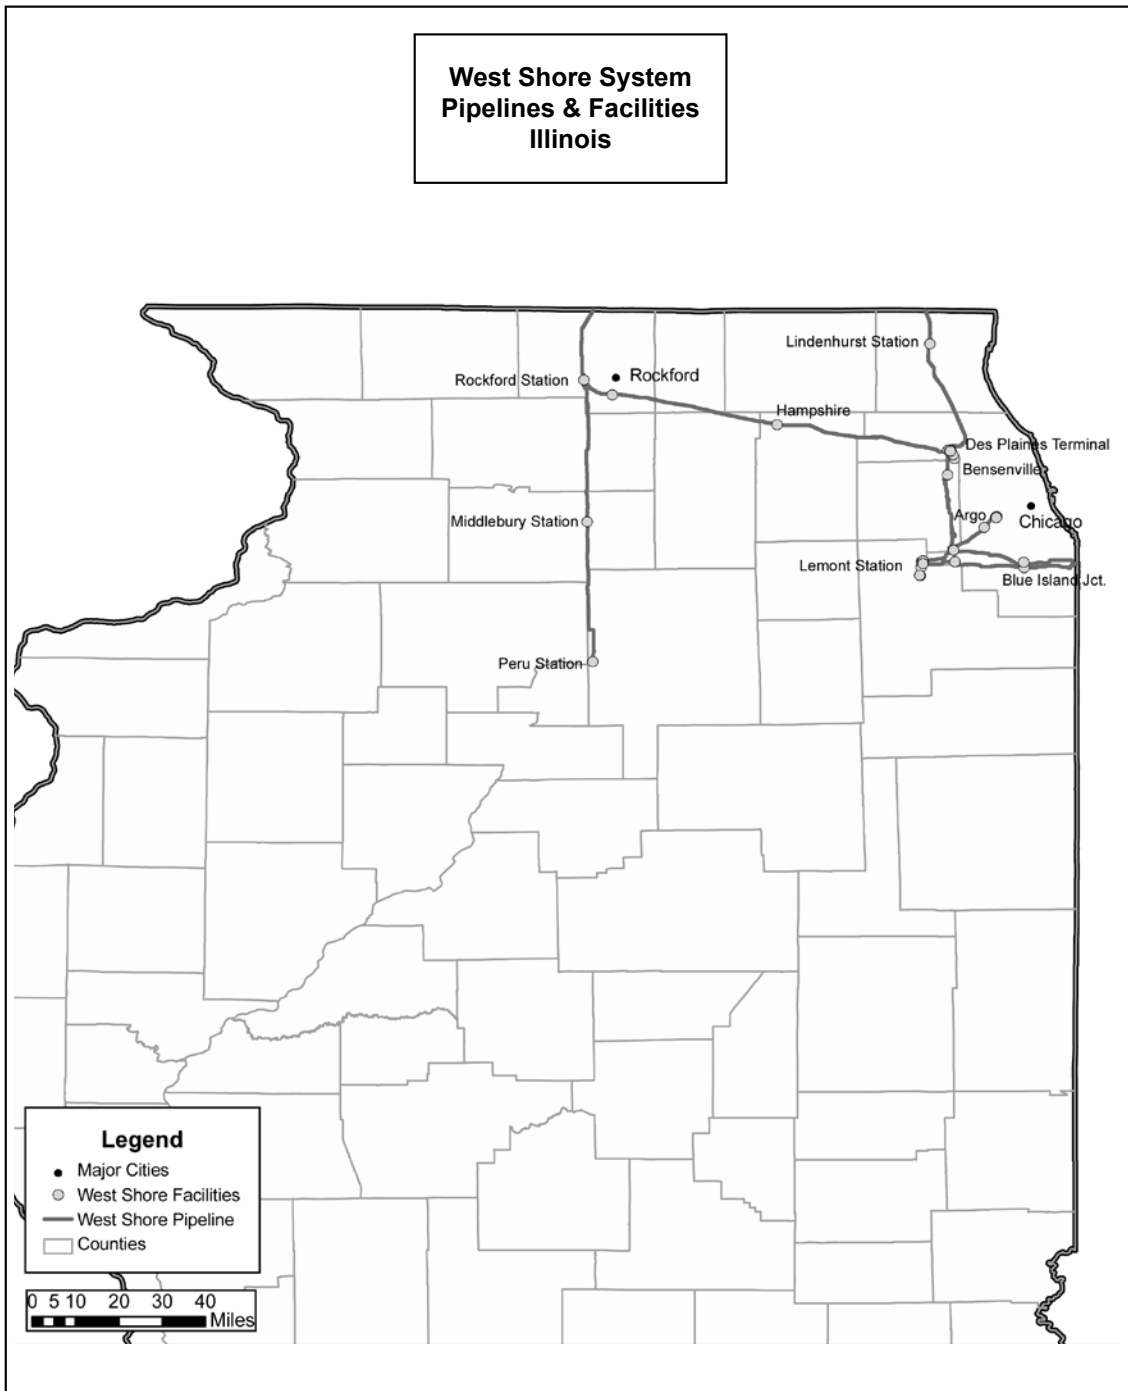 West Shore System
Pipelines & Facilities
Illinois
Lindenhurst Station
Rockford Station
Rockford
Hampshire
Des Plaines Terminal
Bensenville
Argo
Chicago
Middlebury Station
Lemont Station
Blue Island Jct.
Peru Station
Legend
Major Cities
West Shore Facilities
West Shore Pipeline
Counties
0 5 10 20 30 40
Miles